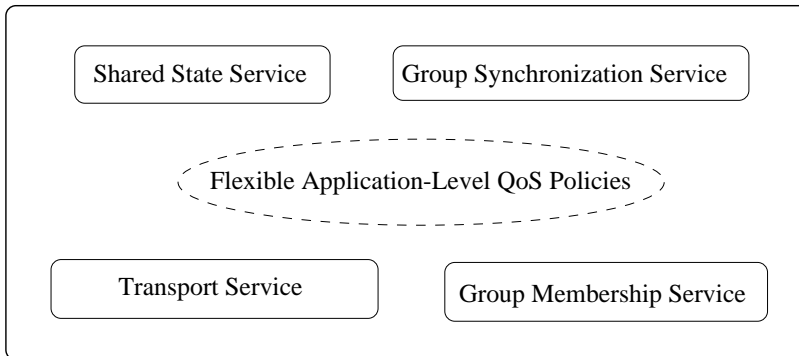 Shared State Service
Group Synchronization Service
Flexible Application-Level QoS Policies
Transport Service
Group Membership Service